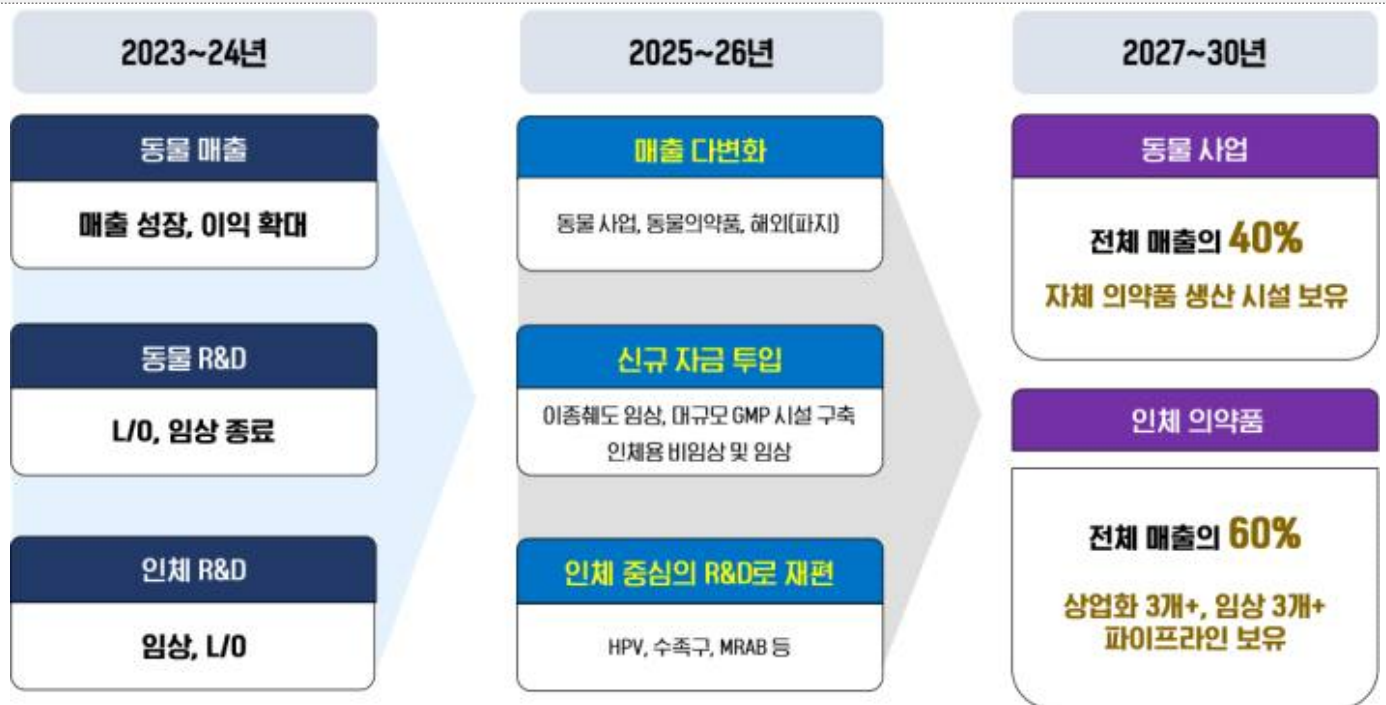 2023~24년
동물 매출
매출 성장, 이익 확대
동물 R&D
L/O, 임상 종료
인체 R&D
임상, L/O
2025~26년
매출 다변화
동물 사업, 동물의약품, 해외(파지)
신규 자금 투입
이종췌도 임상, 대규모 GMP 시설 구축
인체용 비임상 및 임상
인체 중심의 R&D로 재편
HPV, 수족구, MRAB 등
2027~30년
동물 사업
전체 매출의 40%
자체 의약품 생산 시설 보유
인체 의약품
전체 매출의 60%
상업화 3개+, 임상 3개+
파이프라인 보유